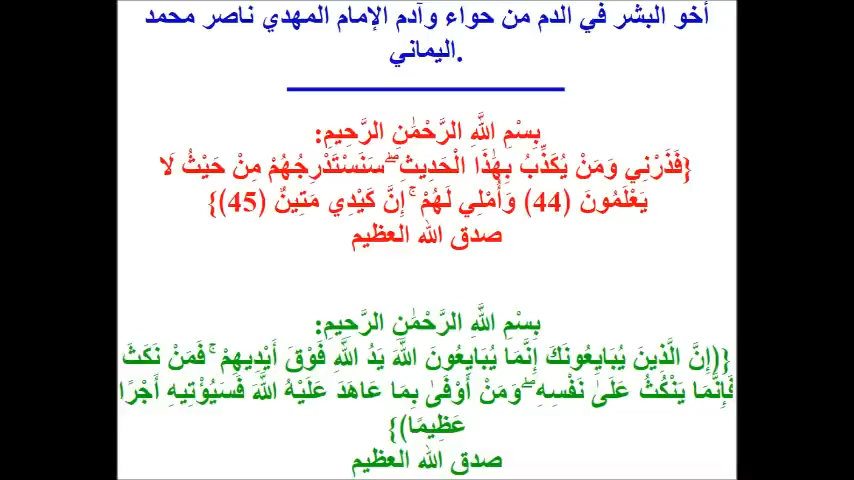 أخو البشر في الدم من حواء وآدم الإمام المهدي ناصر محمد
اليماني.
بِسْمِ اللَّهِ الرَّحْمَٰنِ الرَّحِيمِ:
{فَذَرْنِي وَمَنْ يُكَذِّبُ بِهَٰذَا الْحَدِيثِ ۖ سَنَسْتَدْرِجُهُمْ مِنْ حَيْثُ لَا
يَعْلَمُونَ (44) وَأُمْلِي لَهُمْ ۚ إِنَّ كَيْدِي مَتِينٌ (45)}
صدق الله العظيم
بِسْمِ اللَّهِ الرَّحْمَٰنِ الرَّحِيمِ:
{(إِنَّ الَّذِينَ يُبَايِعُونَكَ إِنَّمَا يُبَايِعُونَ اللَّهَ يَدُ اللَّهِ فَوْقَ أَيْدِيهِمْ ۚ فَمَنْ نَكَثَ
فَإِنَّمَا يَنْكُثُ عَلَىٰ نَفْسِهِ ۖ وَمَنْ أَوْفَىٰ بِمَا عَاهَدَ عَلَيْهُ اللَّهَ فَسَيُؤْتِيهِ أَجْرًا
عَظِيمًا)}
صدق الله العظيم